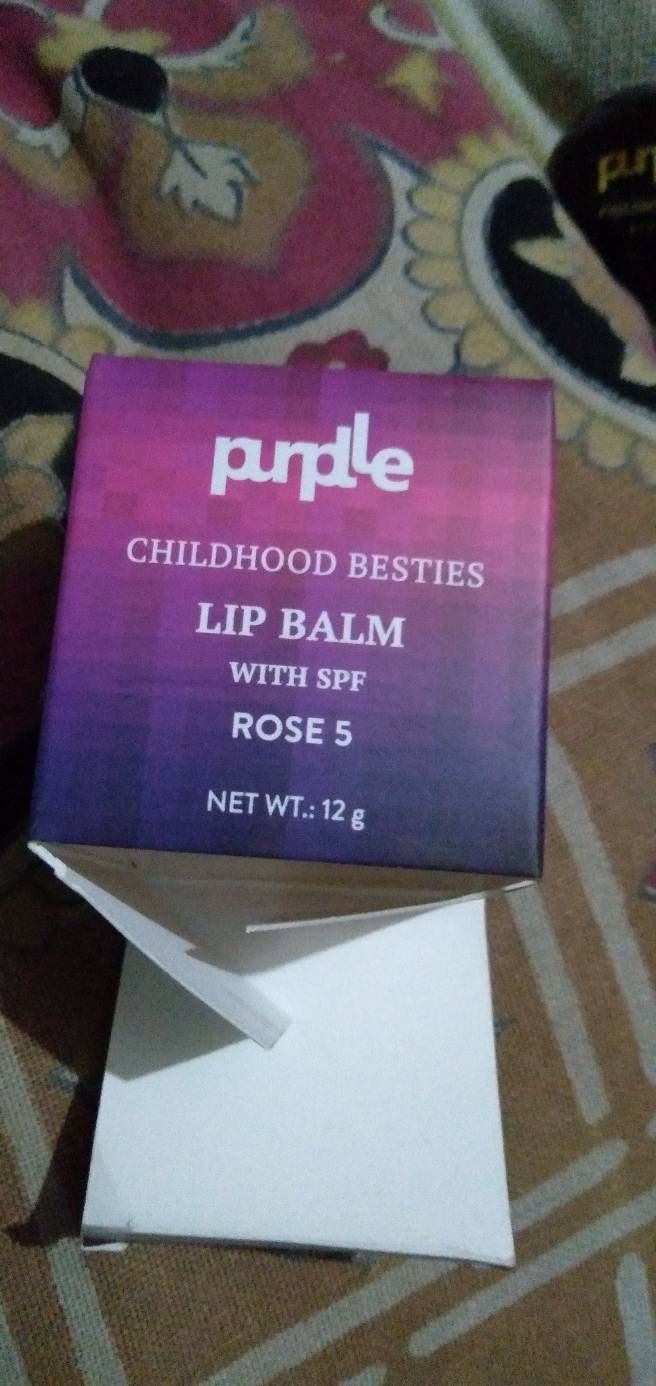 purplle
CHILDHOOD BESTIES
LIP BALM
WITH SPF
ROSE 5
NET WT.: 12 g